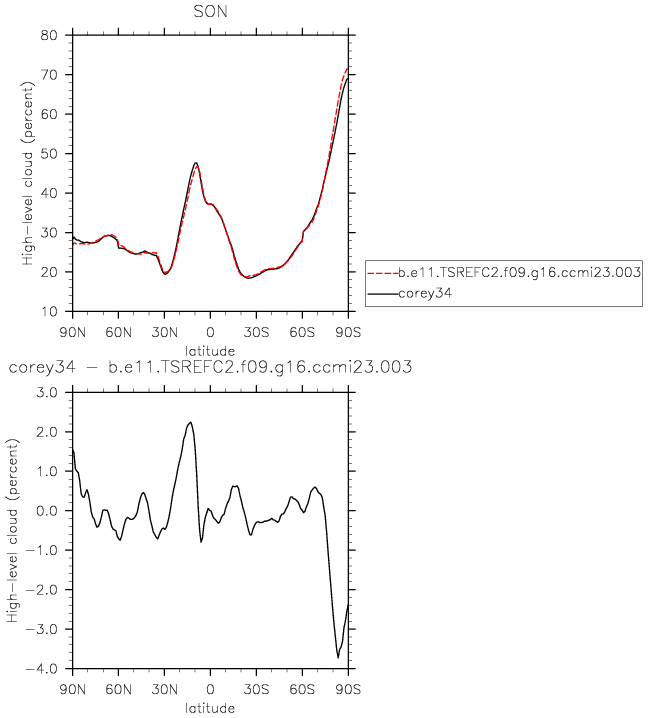 SON
80
70
60
50
40
30
20
10
High-level cloud (percent)
90N 60N 30N 0 30S 60S 90S
latitude
b.e11.TSREFC2.f09.g16.ccmi23.003
corey34
corey34 - b.e11.TSREFC2.f09.g16.ccmi23.003
3.0
2.0
1.0
0.0
-1.0
-2.0
-3.0
-4.0
High-level cloud (percent)
90N 60N 30N 0 30S 60S 90S
latitude